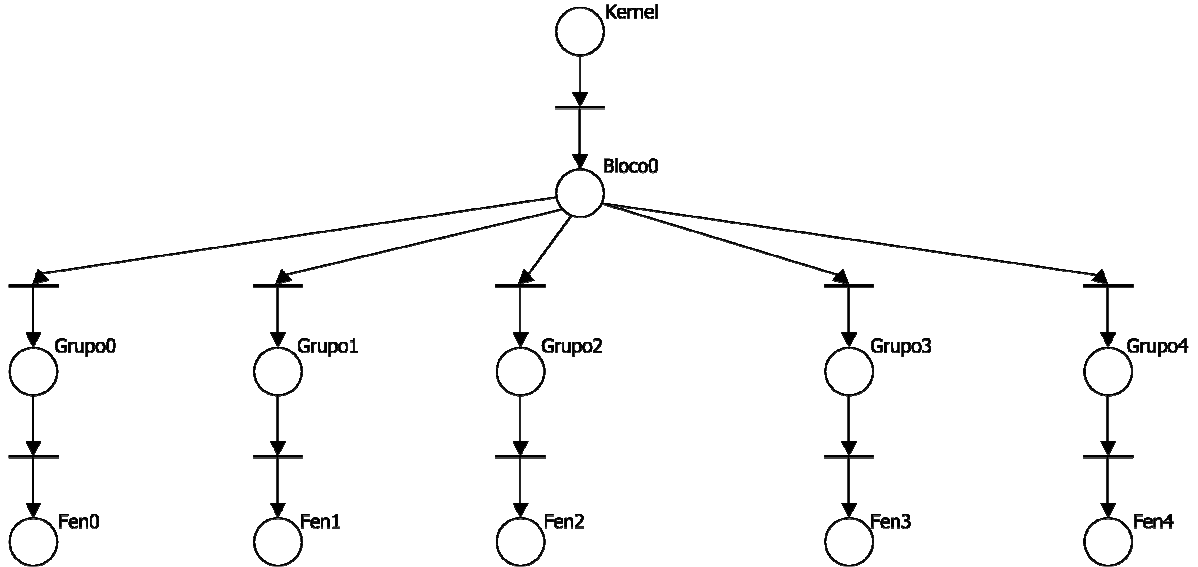 Kernel
Bloco0
Grupo0
Grupo1
Grupo2
Grupo3
Grupo4
Fen0
Fen1
Fen2
Fen3
Fen4